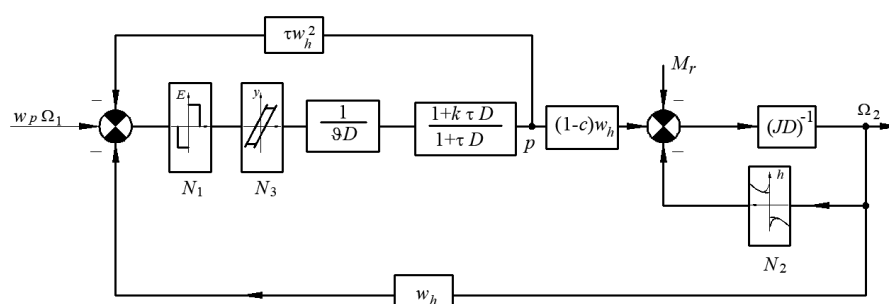 τw_h^2
−
w_p Ω_1
−
E
N_1
y
N_3
1
ϑD
1+k τ D
1+τ D
p
(1-c)w_h
M_r
−
−
(JD)^-1
Ω_2
h
N_2
w_h